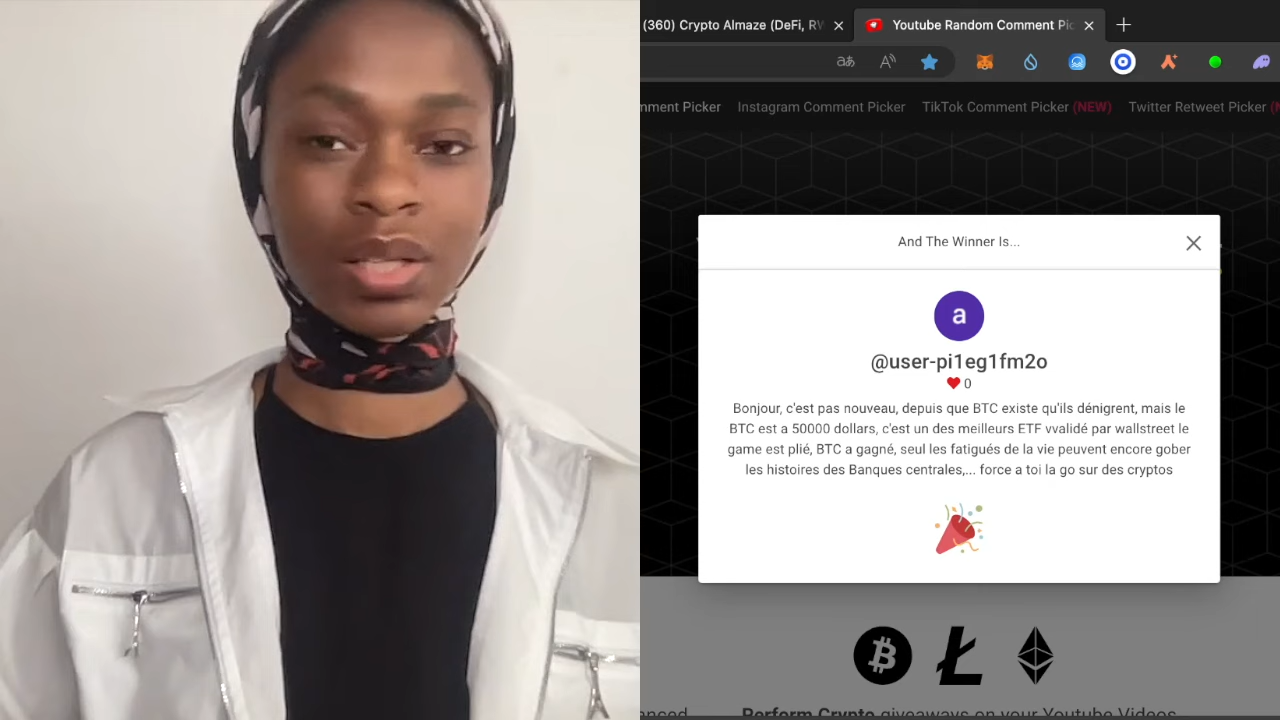 (360) Crypto Almaze (DeFi, RW
Youtube Random Comment Pic
mment Picker Instagram Comment Picker TikTok Comment Picker (NEW) Twitter Retweet Picker
And The Winner Is...
a
@user-pi1eg1fm2o
0
Bonjour, c'est pas nouveau, depuis que BTC existe qu'ils dénigrent, mais le
BTC est a 50000 dollars, c'est un des meilleurs ETF vvalidé par wallstreet le
game est plié, BTC a gagné, seul les fatigués de la vie peuvent encore gober
les histoires des Banques centrales,... force a toi la go sur des cryptos
Perform Crypto giveaways on your Youtube Videos